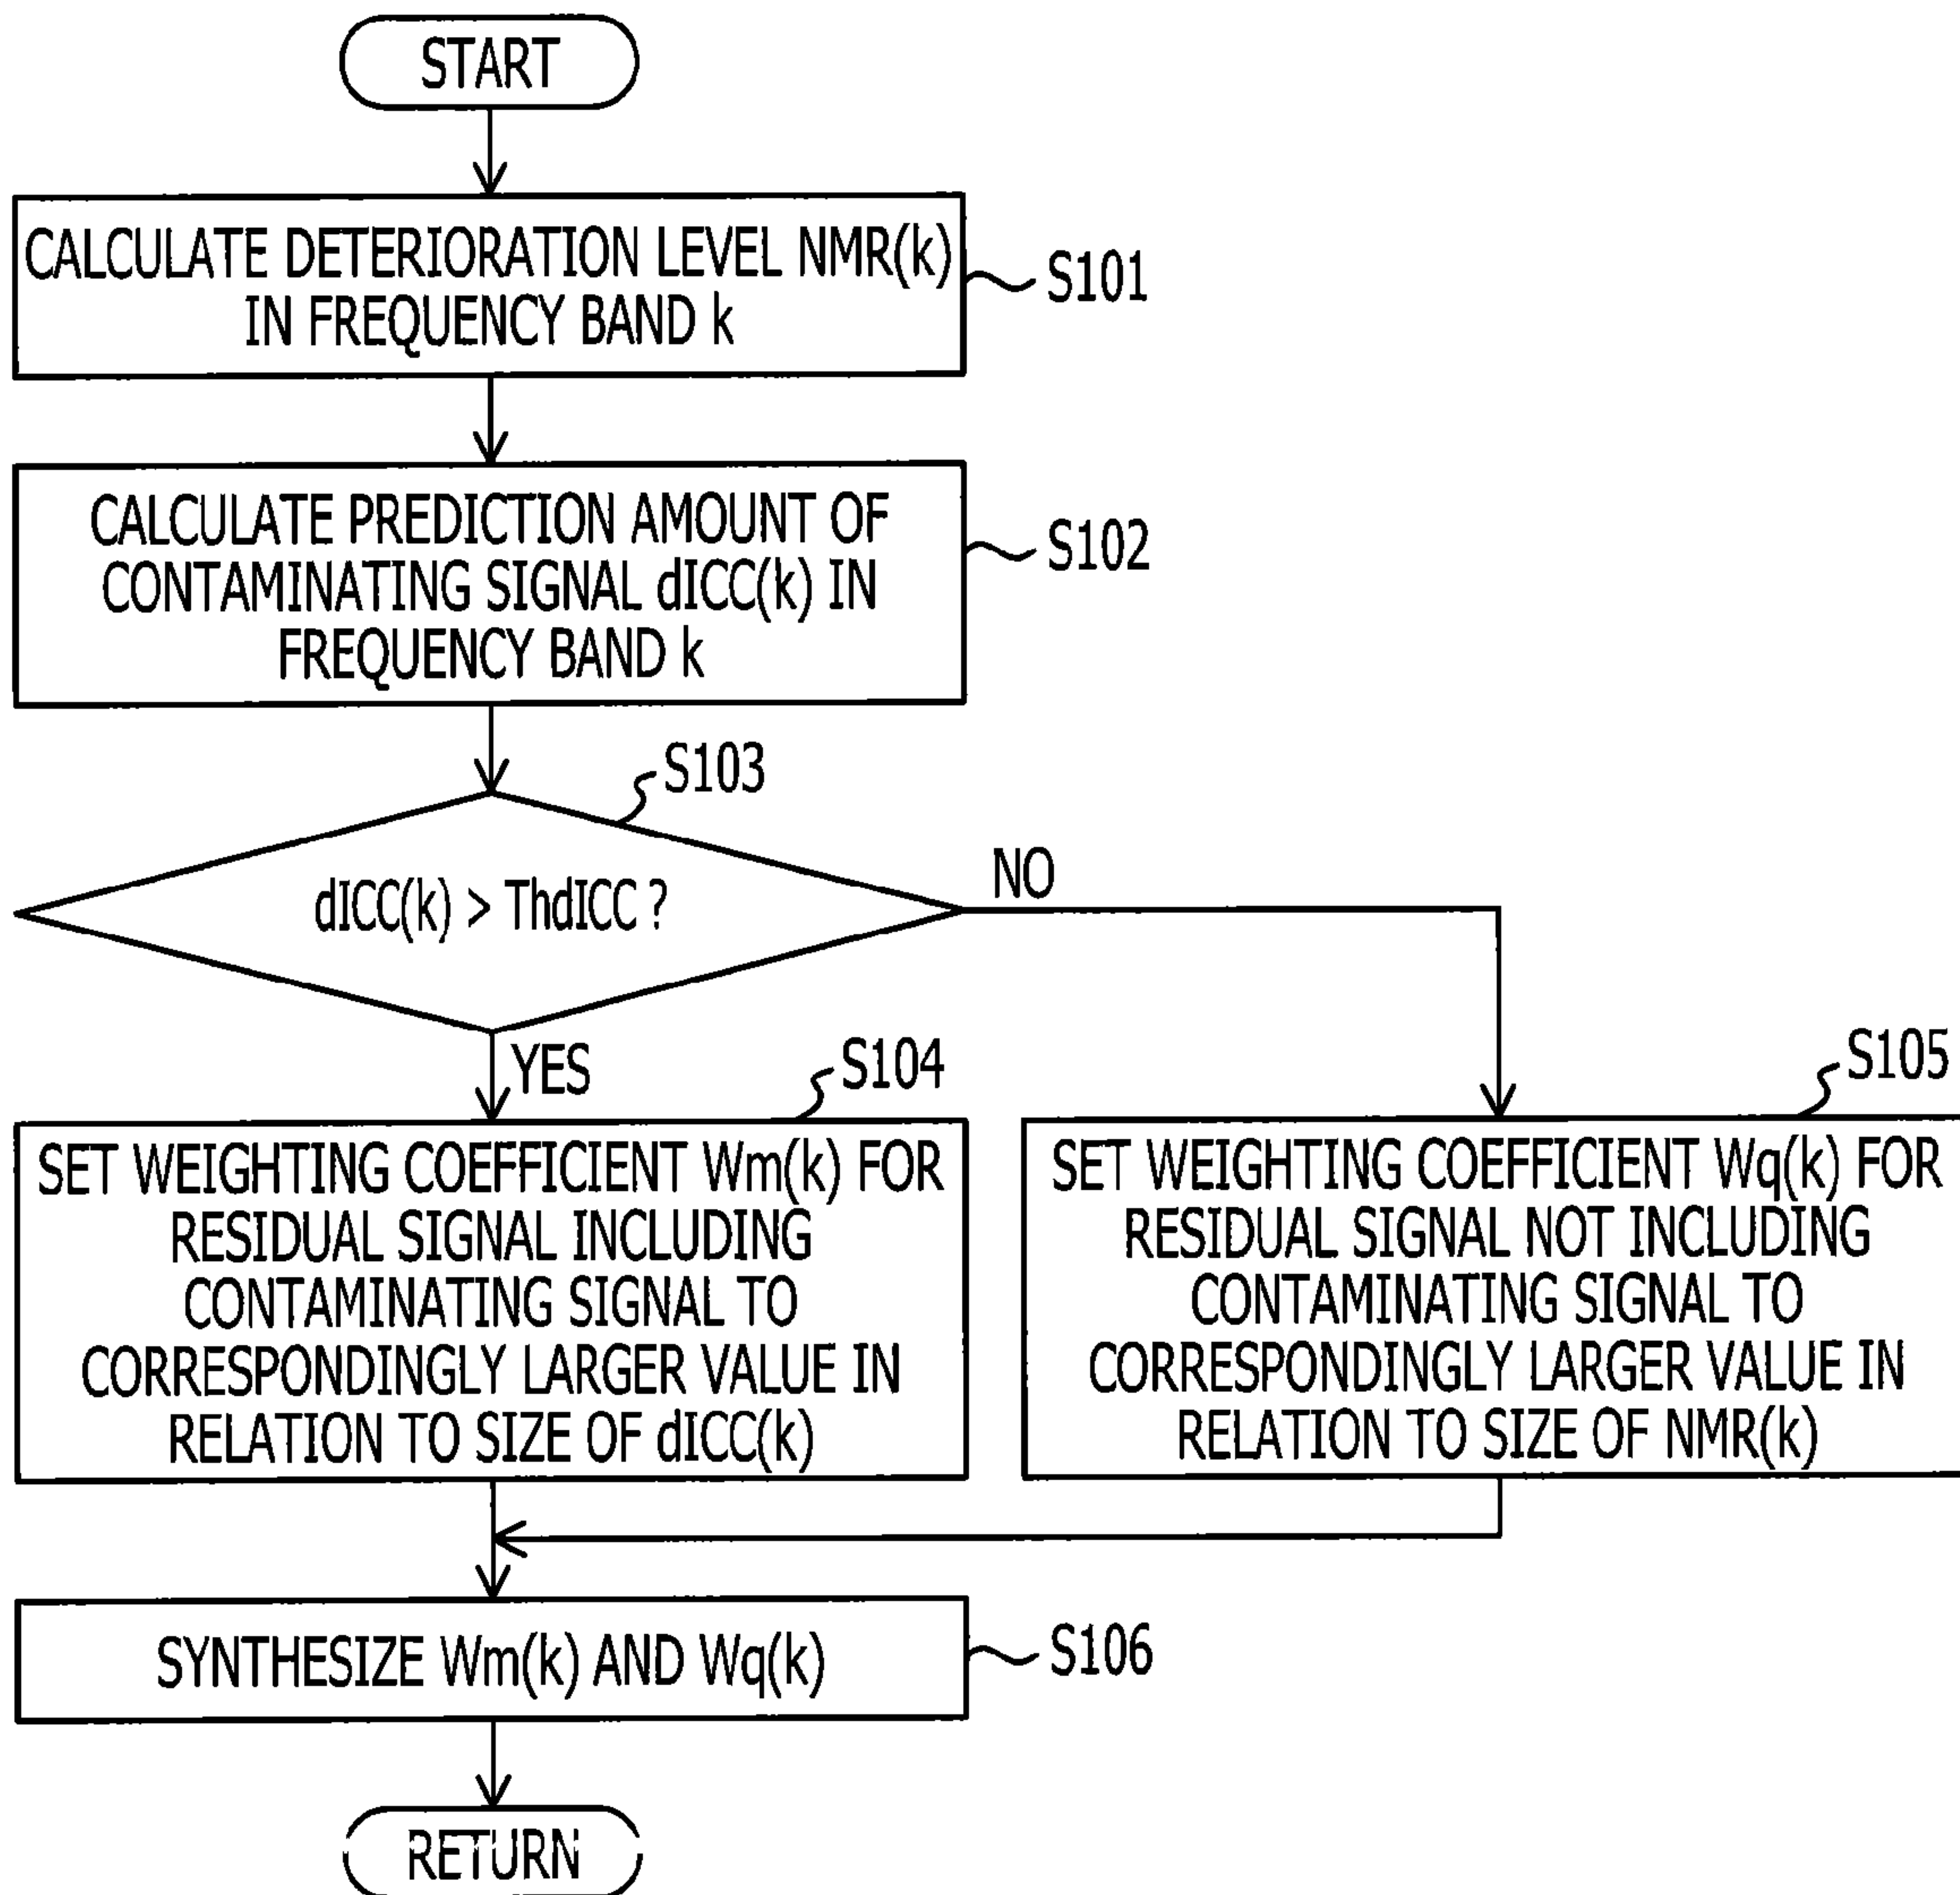 START
CALCULATE DETERIORATION LEVEL NMR(k)
IN FREQUENCY BAND k
S101
CALCULATE PREDICTION AMOUNT OF
CONTAMINATING SIGNAL dICC(k) IN
FREQUENCY BAND k
S102
S103
dICC(k) > ThdICC ?
NO
YES
S104
SET WEIGHTING COEFFICIENT Wm(k) FOR
RESIDUAL SIGNAL INCLUDING
CONTAMINATING SIGNAL TO
CORRESPONDINGLY LARGER VALUE IN
RELATION TO SIZE OF dICC(k)
S105
SET WEIGHTING COEFFICIENT Wq(k) FOR
RESIDUAL SIGNAL NOT INCLUDING
CONTAMINATING SIGNAL TO
CORRESPONDINGLY LARGER VALUE IN
RELATION TO SIZE OF NMR(k)
SYNTHESIZE Wm(k) AND Wq(k)
S106
RETURN